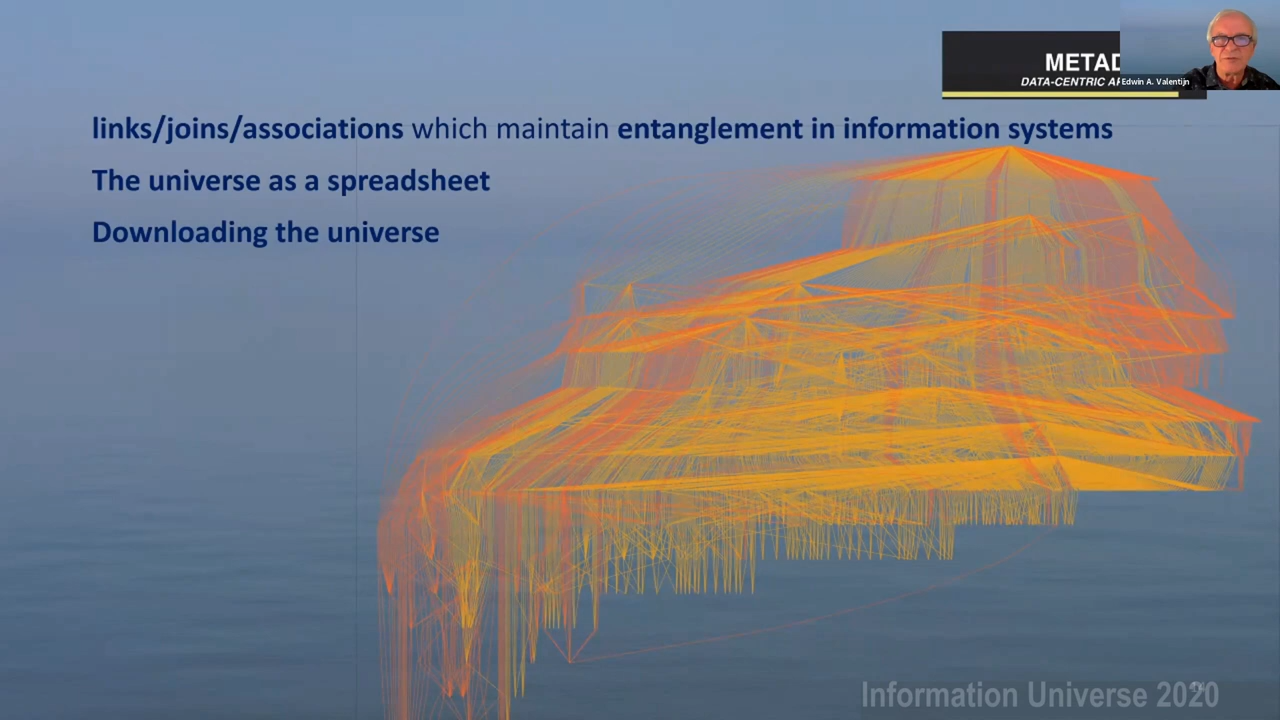 METAD
DATA-CENTRIC
Edwin A. Valentijn
links/joins/associations which maintain entanglement in information systems
The universe as a spreadsheet
Downloading the universe
Information Universe 2020